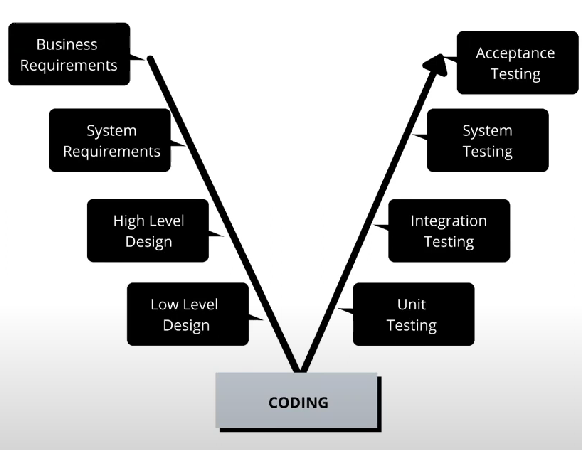 Business
Requirements
Acceptance
Testing
System
Requirements
System
Testing
High Level
Design
Integration
Testing
Low Level
Design
Unit
Testing
CODING